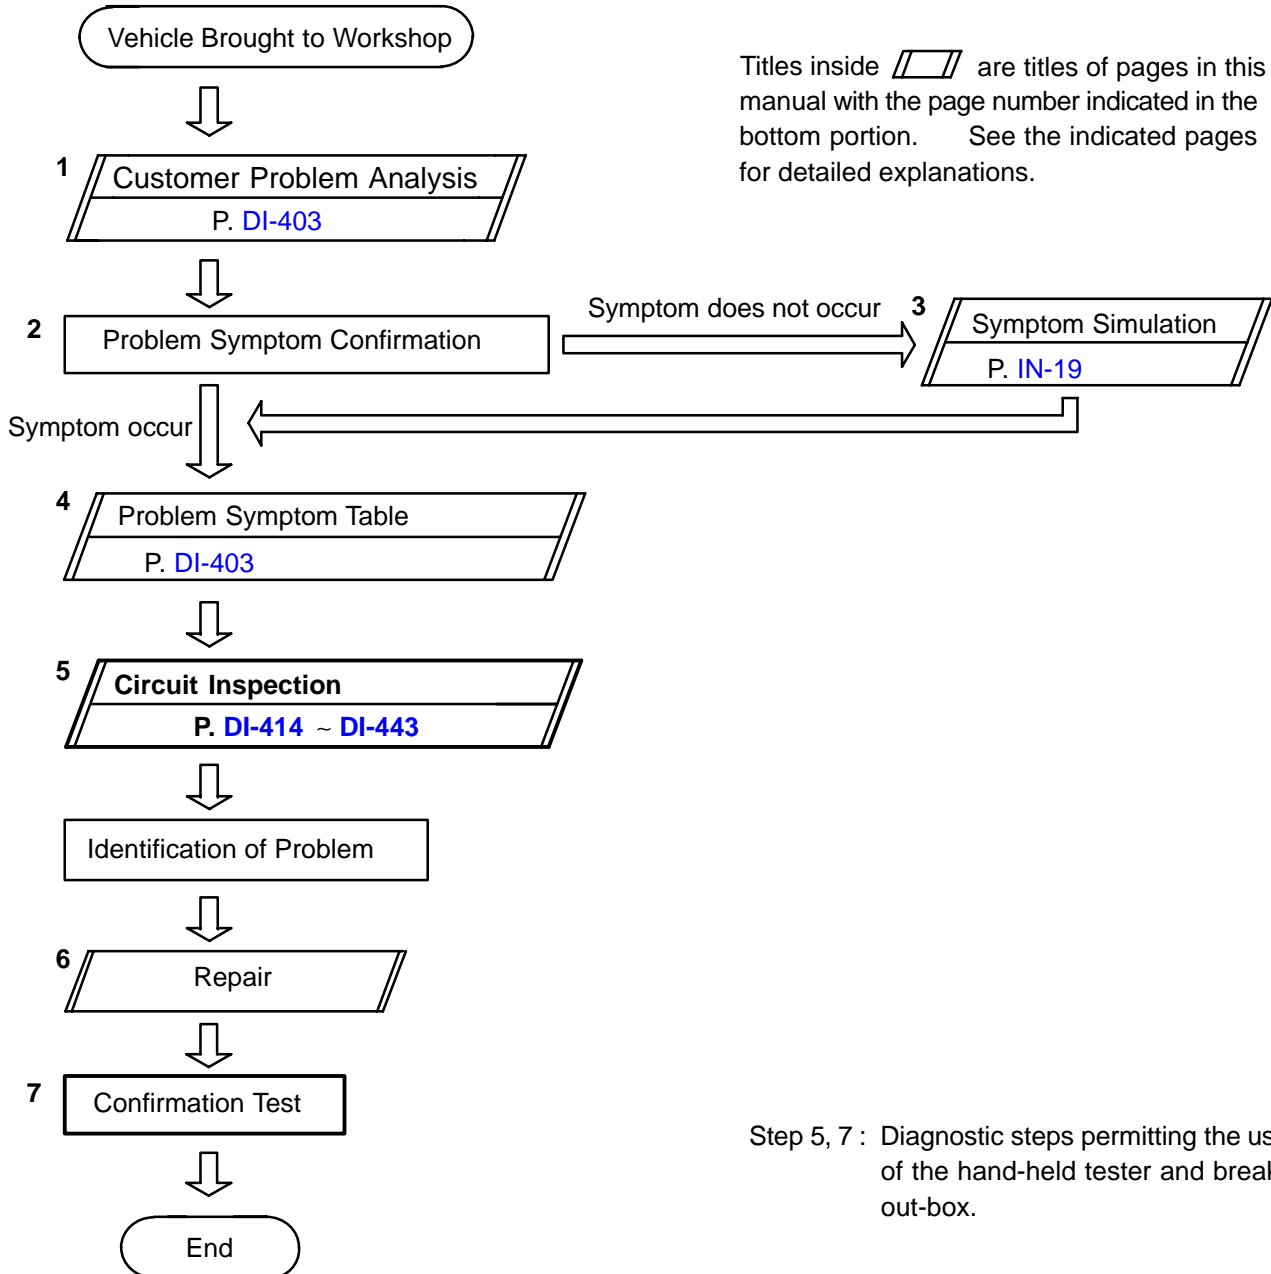 Vehicle Brought to Workshop
Titles inside are titles of pages in this
manual with the page number indicated in the
bottom portion. See the indicated pages
for detailed explanations.
1
Customer Problem Analysis
P. DI-403
2
Problem Symptom Confirmation
Symptom does not occur
3
Symptom Simulation
P. IN-19
Symptom occur
4
Problem Symptom Table
P. DI-403
5
Circuit Inspection
P. DI-414 ~ DI-443
Identification of Problem
6
Repair
7
Confirmation Test
Step 5, 7 : Diagnostic steps permitting the
of the hand-held tester and
out-box.
End